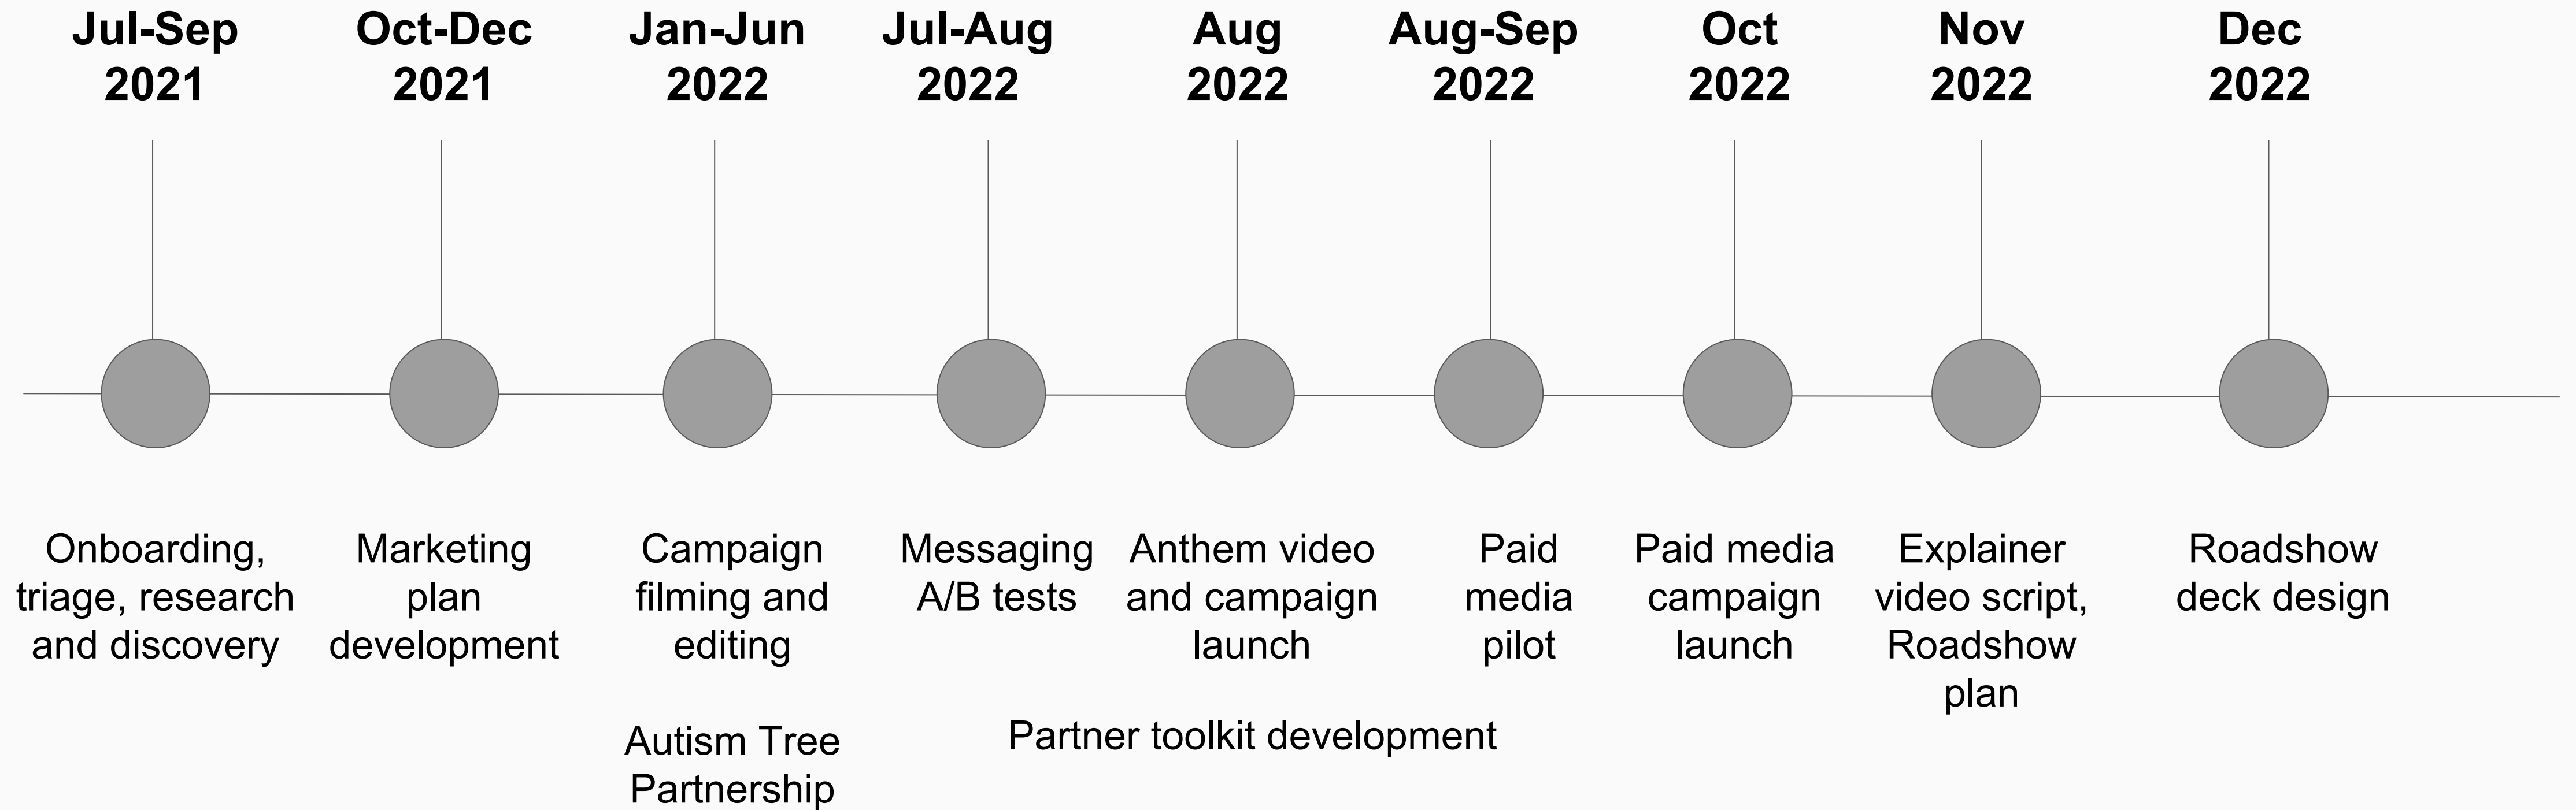 Jul-Sep
2021
Oct-Dec
2021
Jan-Jun
2022
Jul-Aug
2022
Aug
2022
Aug-Sep
2022
Oct
2022
Nov
2022
Dec
2022
Onboarding,
triage, research
and discovery
Marketing
plan
development
Campaign
filming and
editing
Autism Tree
Partnership
Messaging
A/B tests
Anthem video
and campaign
launch
Partner toolkit development
Paid
media
pilot
Paid media
campaign
launch
Explainer
video script,
Roadshow
plan
Roadshow
deck design